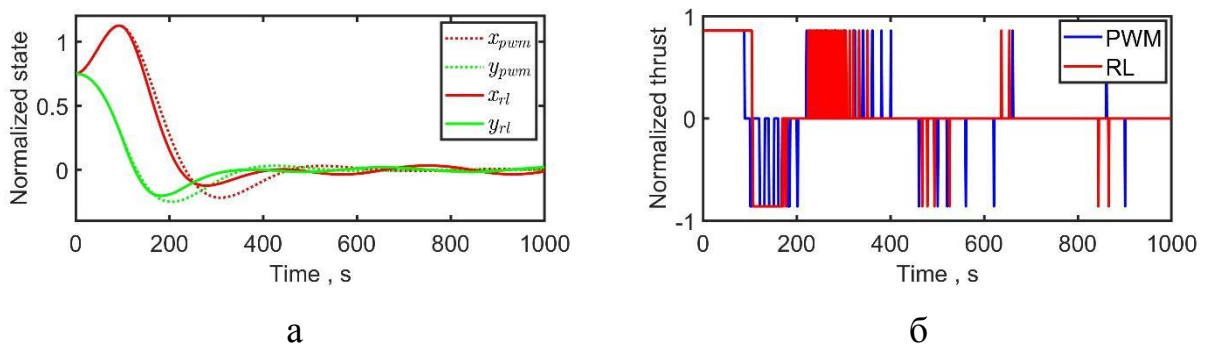 1
0.5
0
Normalized state
0 200 400 600 800 1000
Time , s
x_pwm
y_pwm
x_rl
y_rl
а
1
0
-1
Normalized thrust
0 200 400 600 800 1000
Time , s
PWM
RL
б